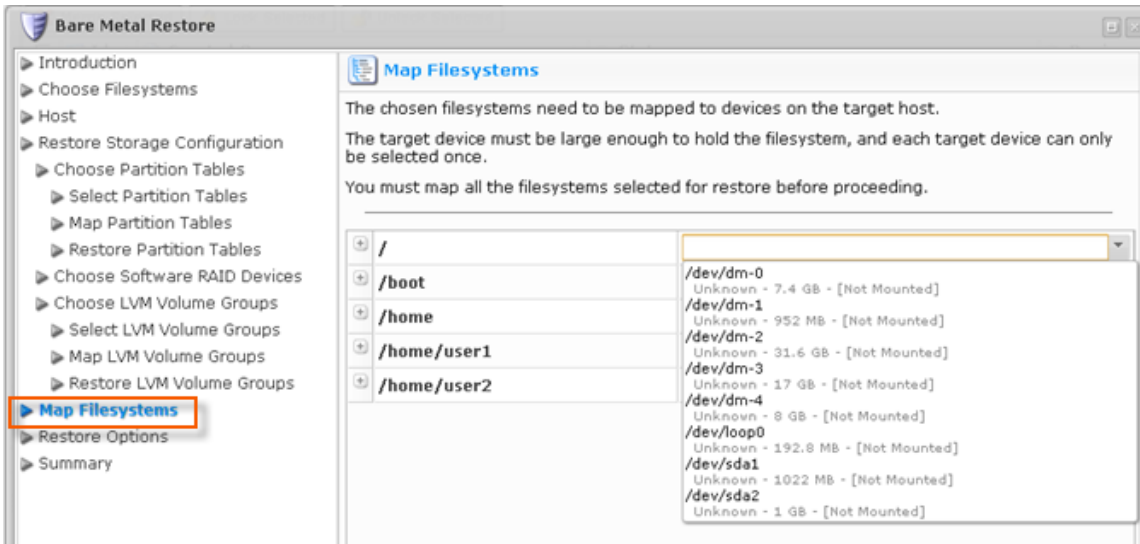 Bare Metal Restore
Introduction
Choose Filesystems
Host
Restore Storage Configuration
Choose Partition Tables
Select Partition Tables
Map Partition Tables
Restore Partition Tables
Choose Software RAID Devices
Choose LVM Volume Groups
Select LVM Volume Groups
Map LVM Volume Groups
Restore LVM Volume Groups
Map Filesystems
Restore Options
Summary
Map Filesystems
The chosen filesystems need to be mapped to devices on the target host.
The target device must be large enough to hold the filesystem, and each target device can only
be selected once.
You must map all the filesystems selected for restore before proceeding.
/
/boot
/home
/home/user1
/home/user2
/dev/dm-0
Unknown - 7.4 GB - [Not Mounted]
/dev/dm-1
Unknown - 952 MB - [Not Mounted]
/dev/dm-2
Unknown - 31.6 GB - [Not Mounted]
/dev/dm-3
Unknown - 17 GB - [Not Mounted]
/dev/dm-4
Unknown - 8 GB - [Not Mounted]
/dev/loop0
Unknown - 192.8 MB - [Not Mounted]
/dev/sda1
Unknown - 1022 MB - [Not Mounted]
/dev/sda2
Unknown - 1 GB - [Not Mounted]